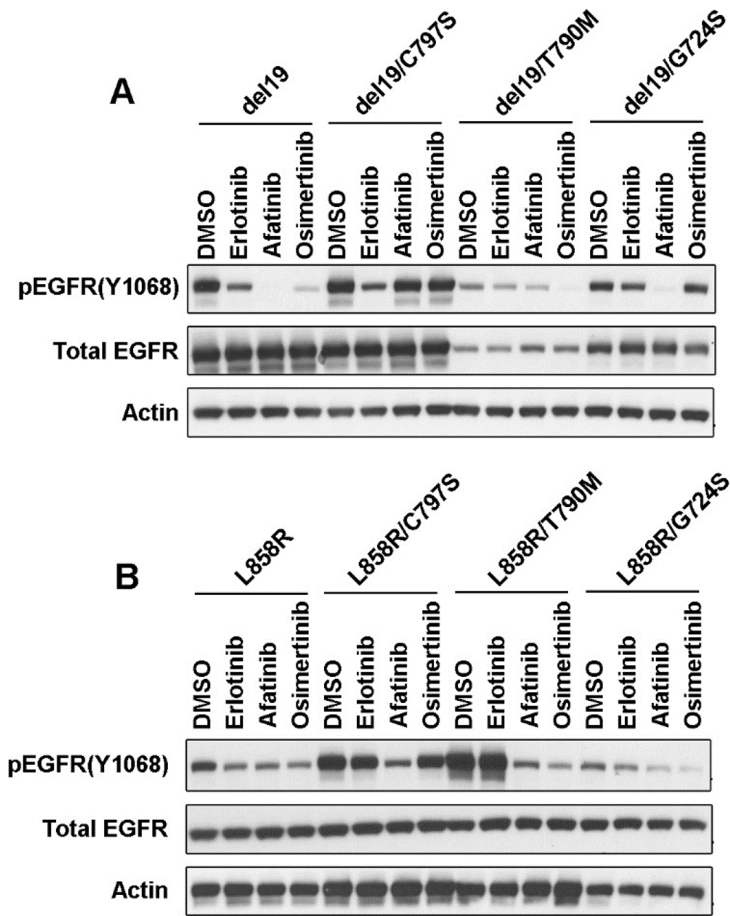 A
del19
del19/C797S
del19/T790M
del19/G724S
DMSO
Erlotinib
Afatinib
Osimertinib
DMSO
Erlotinib
Afatinib
Osimertinib
DMSO
Erlotinib
Afatinib
Osimertinib
DMSO
Erlotinib
Afatinib
Osimertinib
pEGFR(Y1068)
Total EGFR
Actin
B
L858R
L858R/C797S
L858R/T790M
L858R/G724S
DMSO
Erlotinib
Afatinib
Osimertinib
DMSO
Erlotinib
Afatinib
Osimertinib
DMSO
Erlotinib
Afatinib
Osimertinib
DMSO
Erlotinib
Afatinib
Osimertinib
pEGFR(Y1068)
Total EGFR
Actin